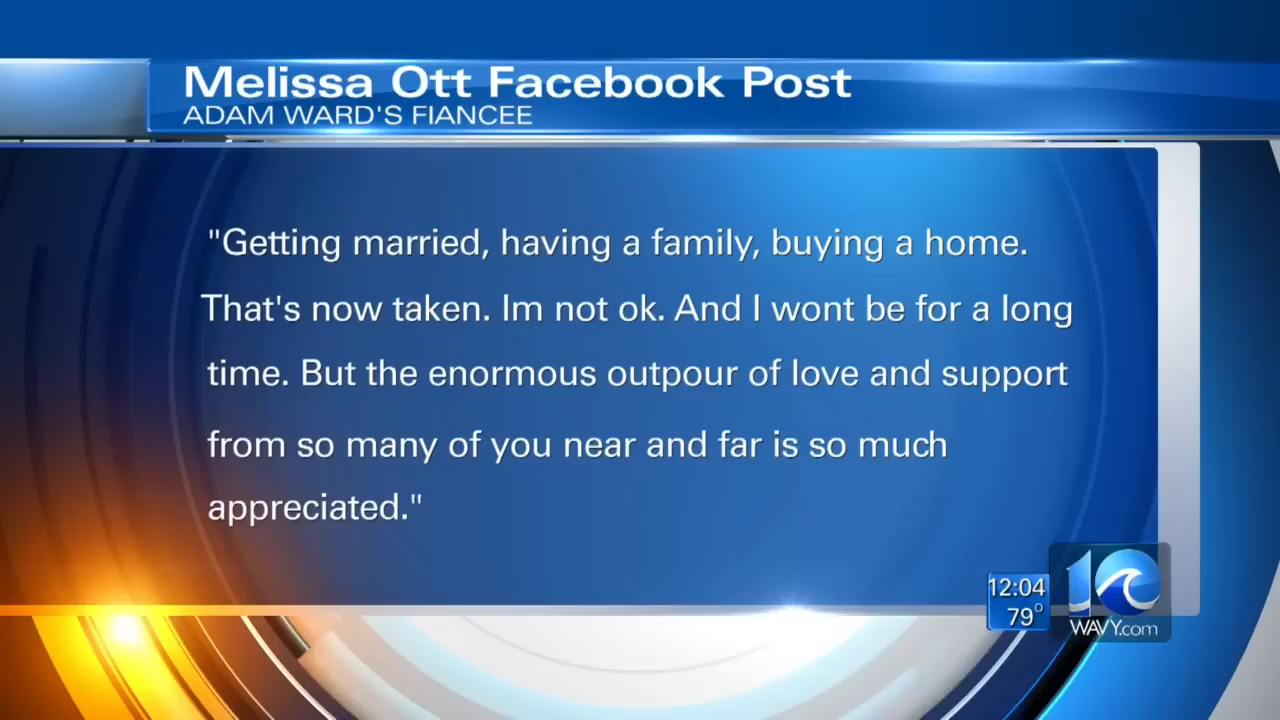 Melissa Ott Facebook Post
ADAM WARD'S FIANCEE
"Getting married, having a family, buying a home.
That's now taken. Im not ok. And I wont be for a long
time. But the enormous outpour of love and support
from so many of you near and far is so much
appreciated."
12:04
79°
10
WAVY.com